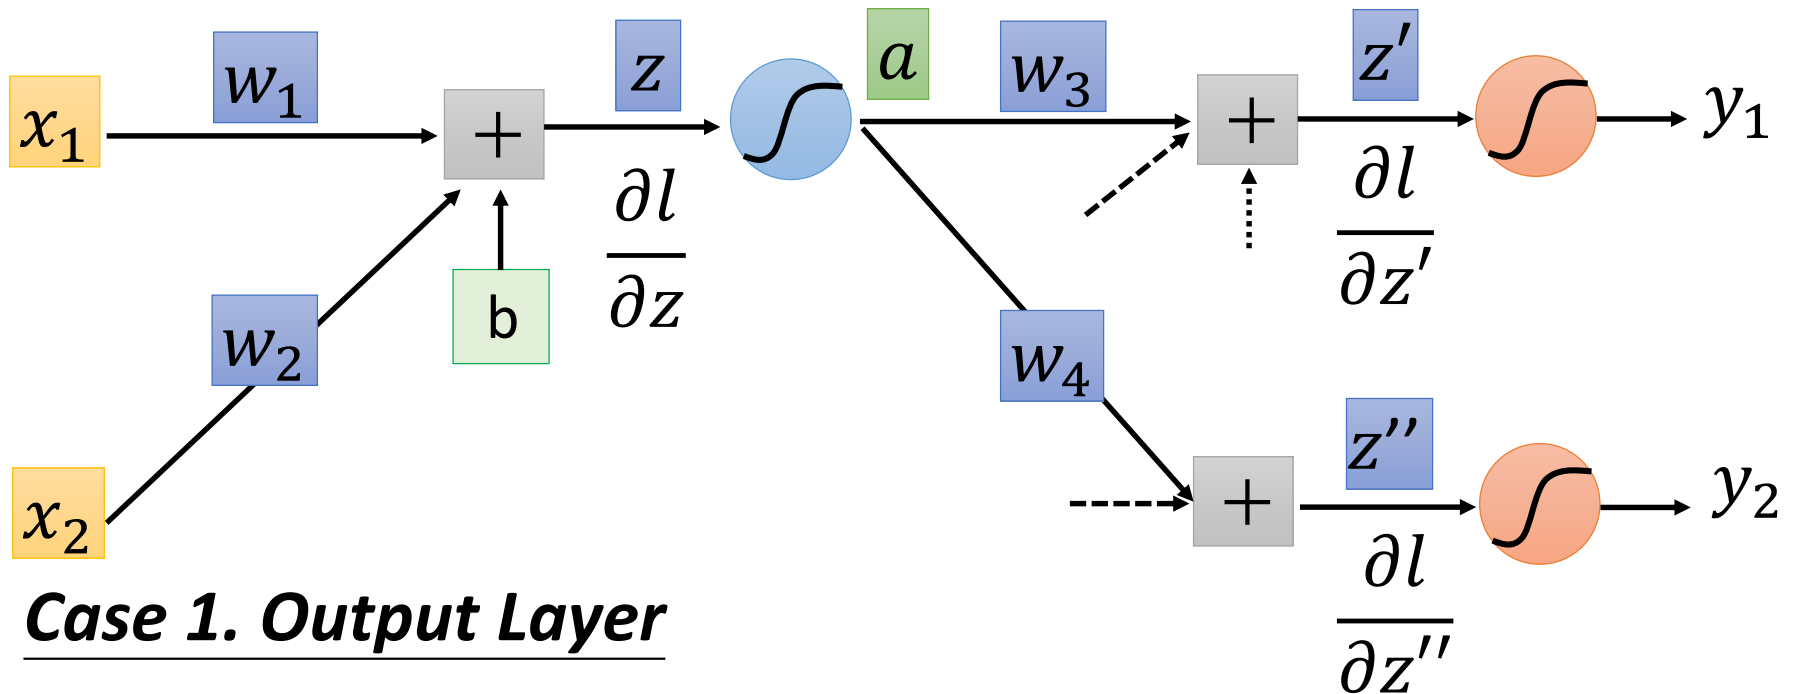 x₁
w₁
+
z
a
w₃
+
z′
y₁
∂l
∂z
∂l
∂z′
w₂
b
w₄
x₂
+
z′′
y₂
∂l
∂z′′
Case 1. Output Layer